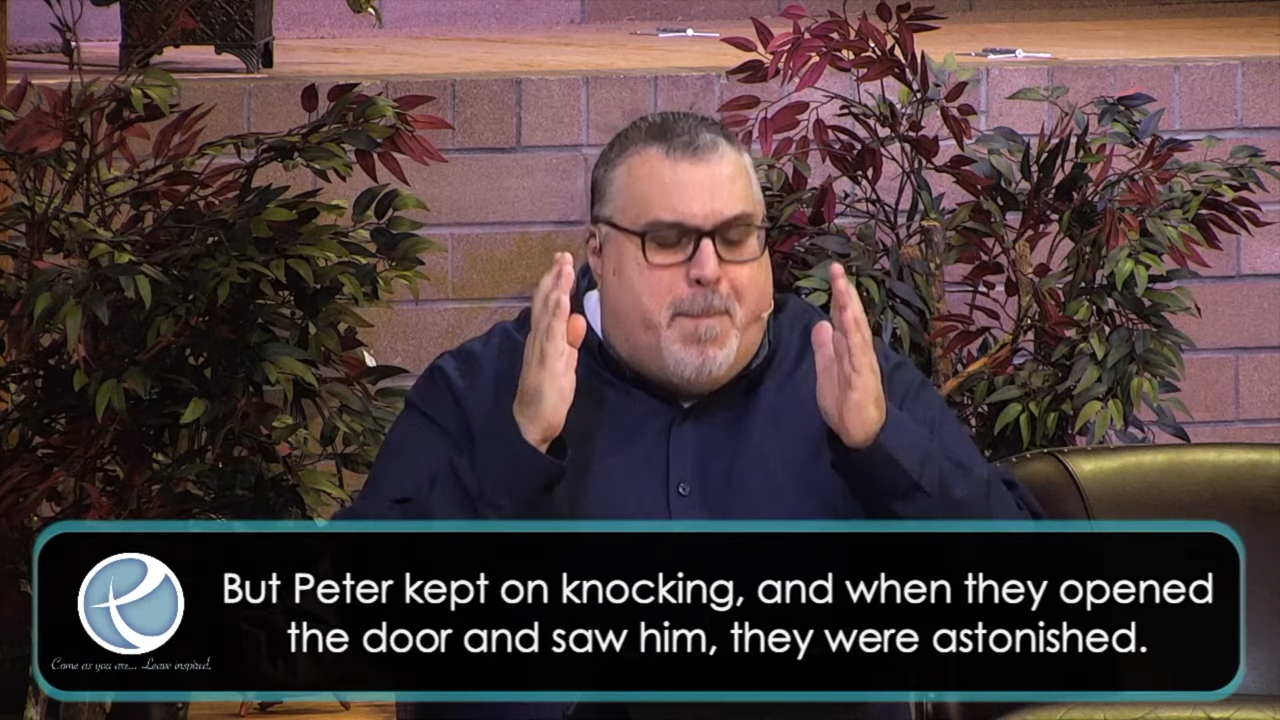 But Peter kept on knocking, and when they opened
the door and saw him, they were astonished.
Come as you are... Leave inspired.